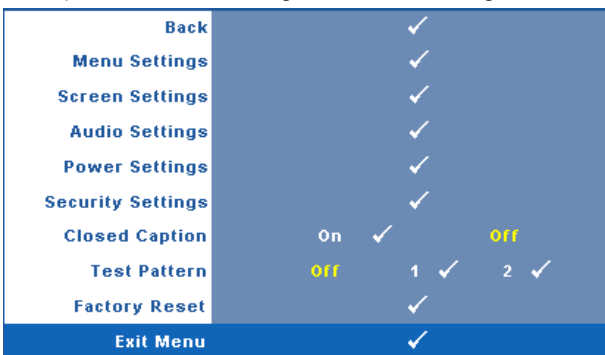 Back ✓
Menu Settings ✓
Screen Settings ✓
Audio Settings ✓
Power Settings ✓
Security Settings ✓
Closed Caption On ✓ Off
Test Pattern Off 1 ✓ 2 ✓
Factory Reset ✓
Exit Menu ✓